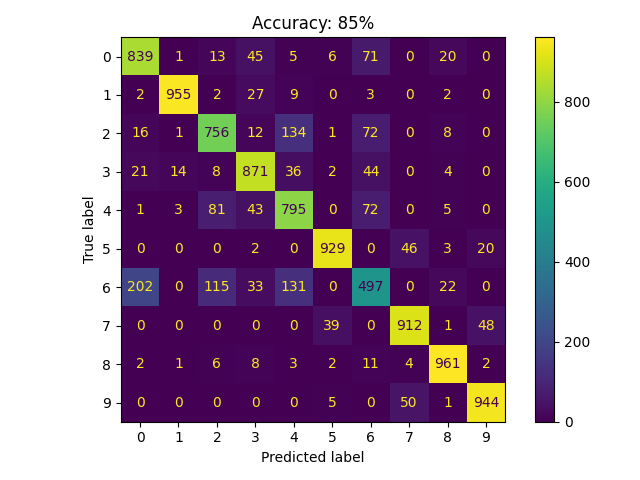 Accuracy: 85%
0 839 1 13 45 5 6 71 0 20 0
1 2 955 2 27 9 0 3 0 2 0
2 16 1 756 12 134 1 72 0 8 0
3 21 14 8 871 36 2 44 0 4 0
4 1 3 81 43 795 0 72 0 5 0
5 0 0 0 2 0 929 0 46 3 20
6 202 0 115 33 131 0 497 0 22 0
7 0 0 0 0 0 39 0 912 1 48
8 2 1 6 8 3 2 11 4 961 2
9 0 0 0 0 0 5 0 50 1 944
0 1 2 3 4 5 6 7 8 9
Predicted label
True label
800
600
400
200
0